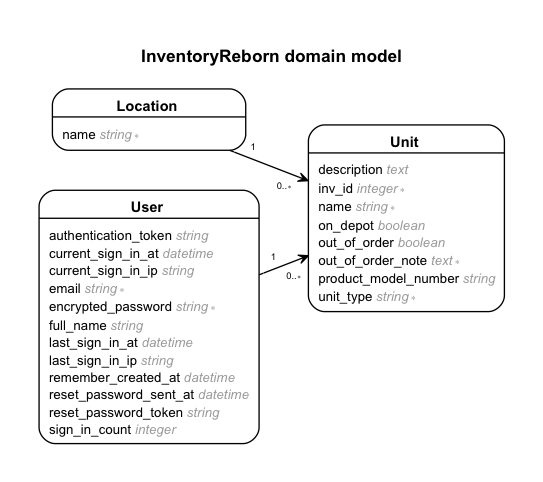 InventoryReborn domain model
Location
name string *
1
0..*
Unit
description text
inv_id integer *
name string *
on_depot boolean
out_of_order boolean
out_of_order_note text *
product_model_number string
unit_type string *
User
authentication_token string
current_sign_in_at datetime
current_sign_in_ip string
email string *
encrypted_password string *
full_name string
last_sign_in_at datetime
last_sign_in_ip string
remember_created_at datetime
reset_password_sent_at datetime
reset_password_token string
sign_in_count integer
1
0..*